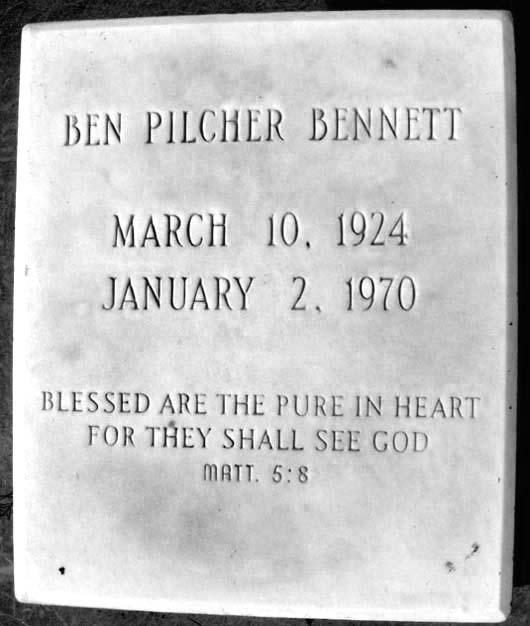 BEN PILCHER BENNETT
MARCH 10, 1924
JANUARY 2, 1970
BLESSED ARE THE PURE IN HEART
FOR THEY SHALL SEE GOD
MATT. 5:8